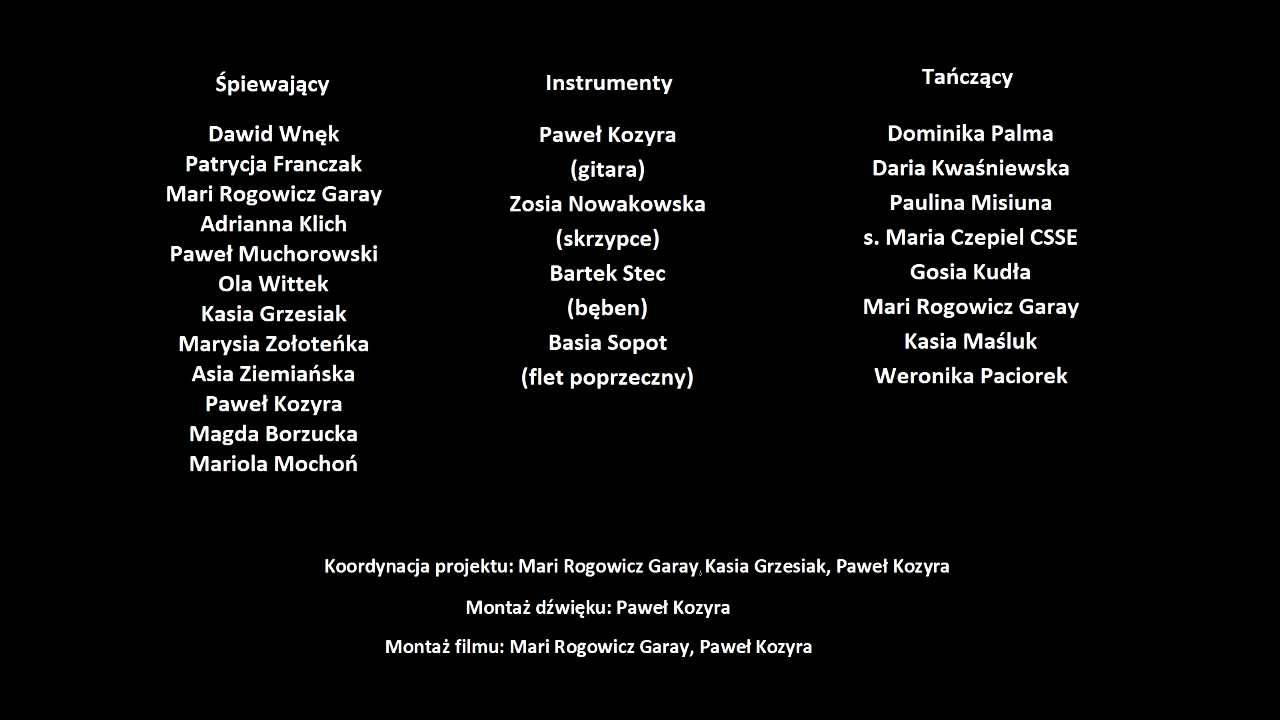 Śpiewający
Dawid Wnęk
Patrycja Franczak
Mari Rogowicz Garay
Adrianna Klich
Paweł Muchorowski
Ola Wittek
Kasia Grzesiak
Marysia Zołoteńka
Asia Ziemiańska
Paweł Kozyra
Magda Borzucka
Mariola Mochoń
Instrumenty
Paweł Kozyra
(gitara)
Zosia Nowakowska
(skrzypce)
Bartek Stec
(bęben)
Basia Sopot
(flet poprzeczny)
Tańczący
Dominika Palma
Daria Kwaśniewska
Paulina Misiuna
s. Maria Czepiel CSSE
Gosia Kudła
Mari Rogowicz Garay
Kasia Maśluk
Weronika Paciorek
Koordynacja projektu: Mari Rogowicz Garay, Kasia Grzesiak, Paweł Kozyra
Montaż dźwięku: Paweł Kozyra
Montaż filmu: Mari Rogowicz Garay, Paweł Kozyra